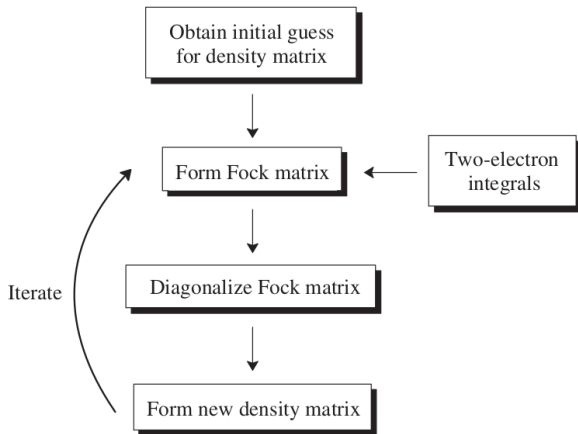 Obtain initial guess
for density matrix
Form Fock matrix
Two-electron
integrals
Diagonalize Fock matrix
Iterate
Form new density matrix